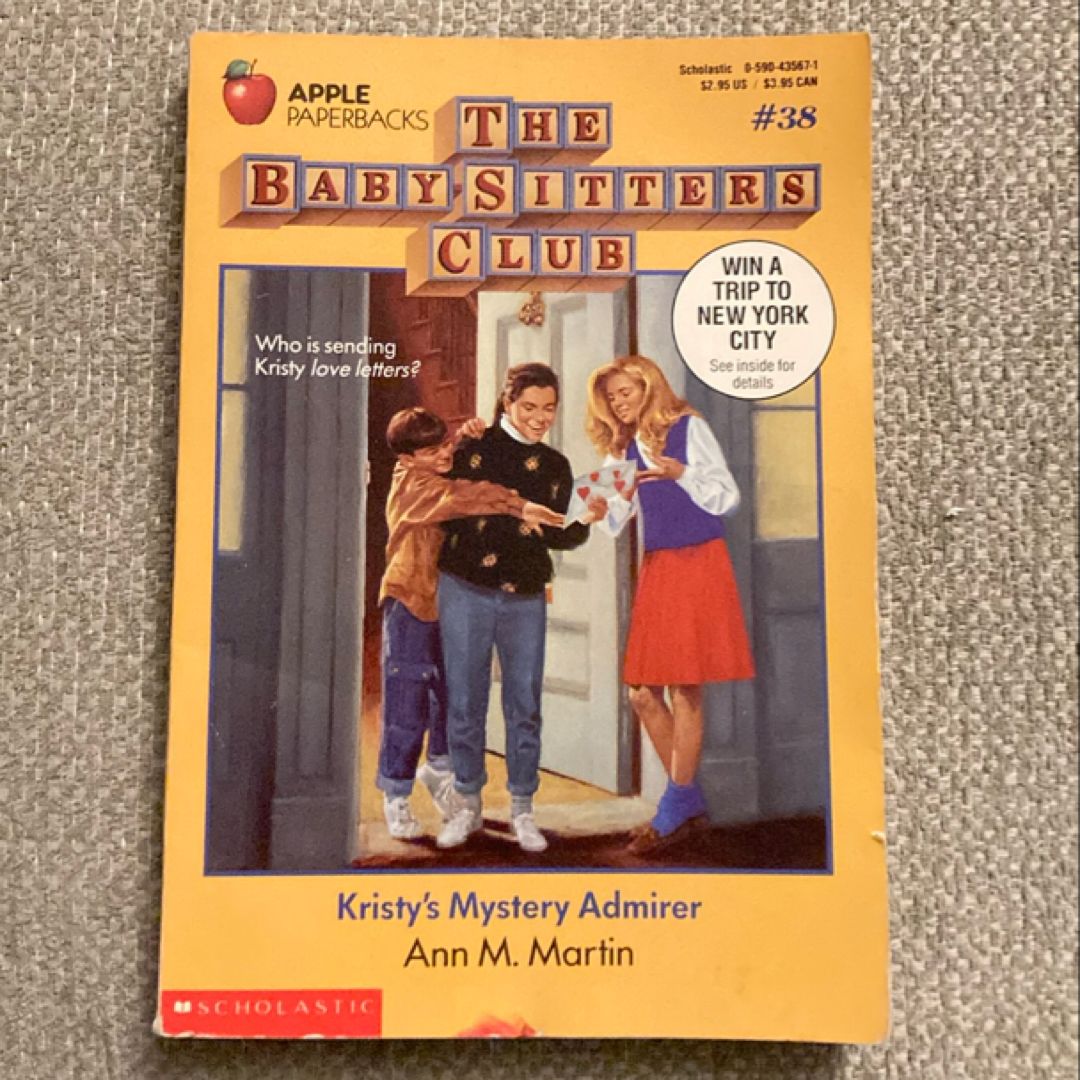 APPLE
PAPERBACKS
Scholastic 0-590-43567-1
$2.95 US / $3.95 CAN
#38
THE
BABY-SITTERS
CLUB
WIN A
TRIP TO
NEW YORK
CITY
See inside for
details
Who is sending
Kristy love letters?
Kristy's Mystery Admirer
Ann M. Martin
SCHOLASTIC